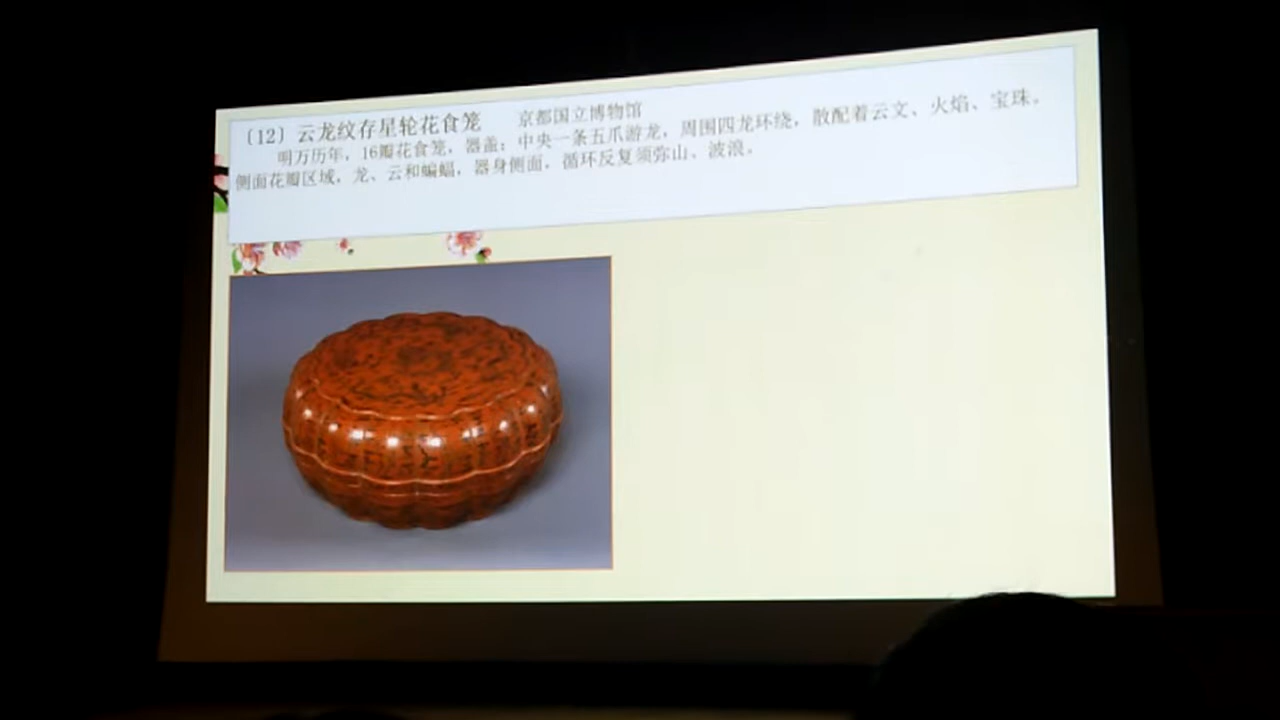 〔12〕云龙纹存星轮花食笼 京都国立博物馆
明万历年，16瓣花食笼，器盖：中央一条五爪游龙，周围四龙环绕，散配着云文、火焰、宝珠。
侧面花瓣区域，龙、云和蝙蝠，器身侧面，循环反复须弥山、波浪。